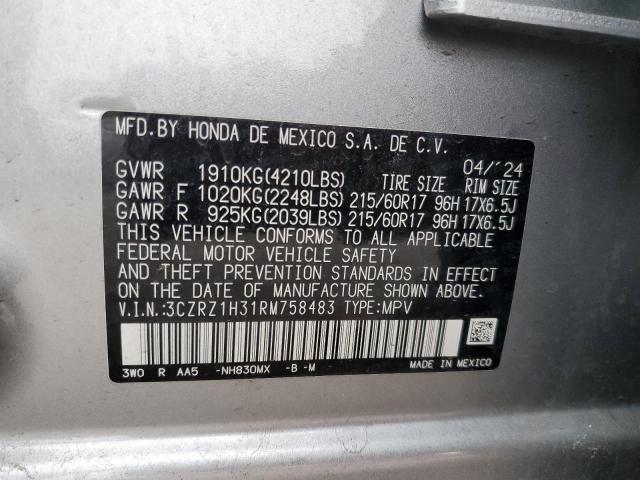 MFD.BY HONDA DE MEXICO S.A. DE C.V.
04/´24
GVWR 1910KG(4210LBS) TIRE SIZE RIM SIZE
GAWR F 1020KG(2248LBS) 215/60R17 96H 17X6.5J
GAWR R 925KG(2039LBS) 215/60R17 96H 17X6.5J
THIS VEHICLE CONFORMS TO ALL APPLICABLE
FEDERAL MOTOR VEHICLE SAFETY
AND THEFT PREVENTION STANDARDS IN EFFECT
ON THE DATE OF MANUFACTURE SHOWN ABOVE.
V.I.N.:3CZRZ1H31RM758483 TYPE:MPV
3W0 R AA5 -NH830MX -B -M MADE IN MEXICO